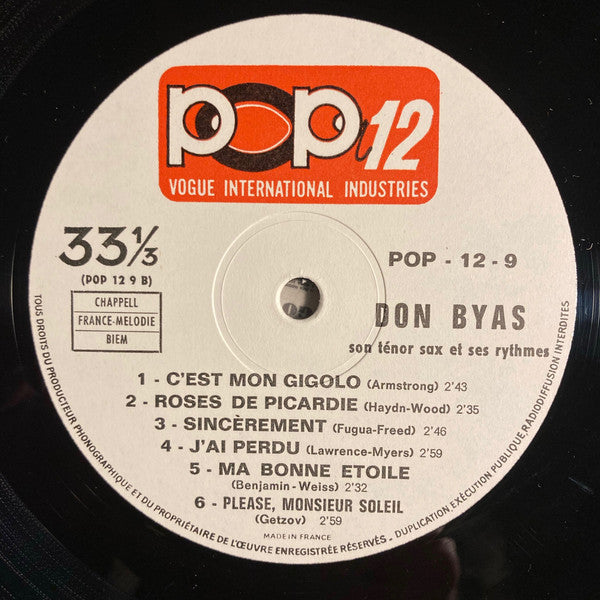 POP 12
VOGUE INTERNATIONAL INDUSTRIES
33⅓
(POP 12 9 B)
CHAPPELL
FRANCE-MELODIE
BIEM
POP - 12 - 9
DON BYAS
son ténor sax et ses rythmes
1 - C'EST MON GIGOLO (Armstrong) 2'43
2 - ROSES DE PICARDIE (Haydn-Wood) 2'35
3 - SINCÈREMENT (Fugua-Freed) 2'46
4 - J'AI PERDU (Lawrence-Myers) 2'59
5 - MA BONNE ETOILE
(Benjamin-Weiss) 2'32
6 - PLEASE, MONSIEUR SOLEIL
(Getzov) 2'59
MADE IN FRANCE
TOUS DROITS DU PRODUCTEUR PHONOGRAPHIQUE ET DU PROPRIÉTAIRE DE L'ŒUVRE ENREGISTRÉE RÉSERVÉS - DUPLICATION EXÉCUTION PUBLIQUE, RADIODIFFUSION INTERDITES